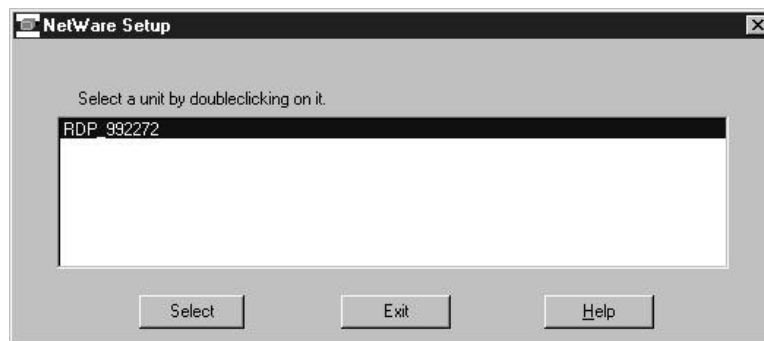 NetWare Setup
Select a unit by doubleclicking on it.
RDP_992272
Select Exit Help